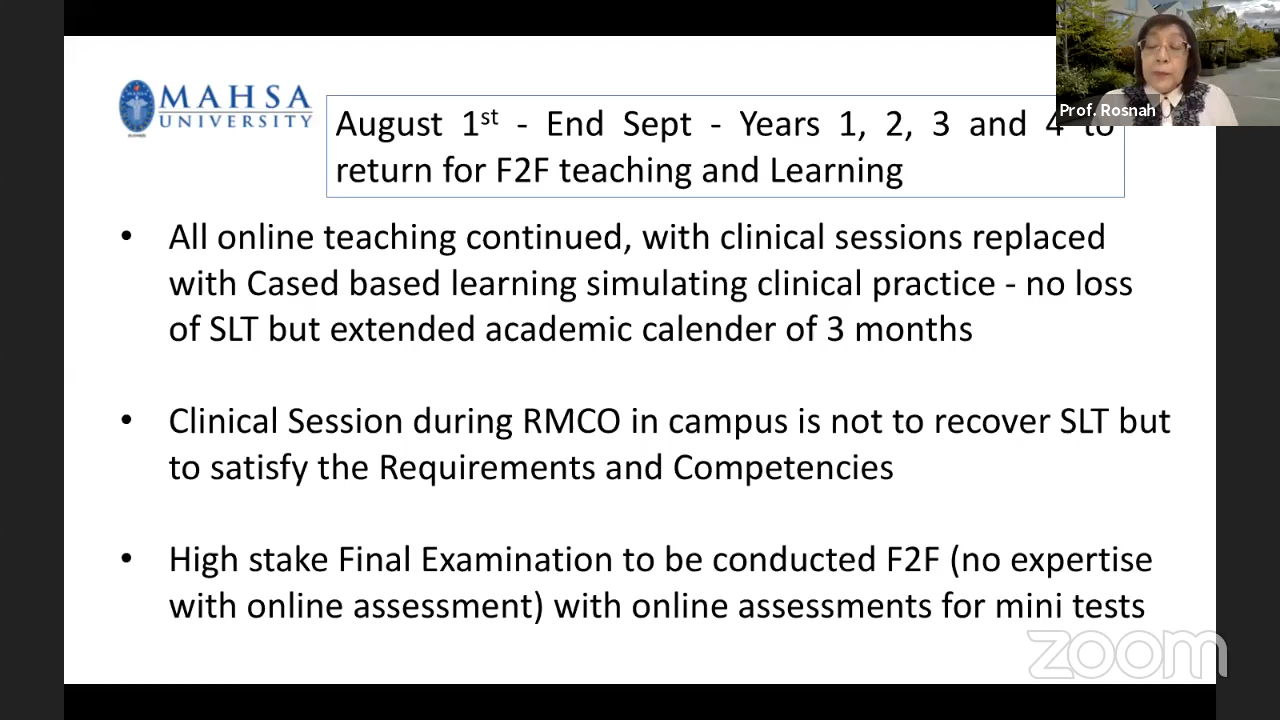 MAHSA
UNIVERSITY
Prof. Rosnah
August 1st - End Sept - Years 1, 2, 3 and 4 to
return for F2F teaching and Learning
• All online teaching continued, with clinical sessions replaced
with Cased based learning simulating clinical practice - no loss
of SLT but extended academic calender of 3 months
• Clinical Session during RMCO in campus is not to recover SLT but
to satisfy the Requirements and Competencies
• High stake Final Examination to be conducted F2F (no expertise
with online assessment) with online assessments for mini tests
zoom